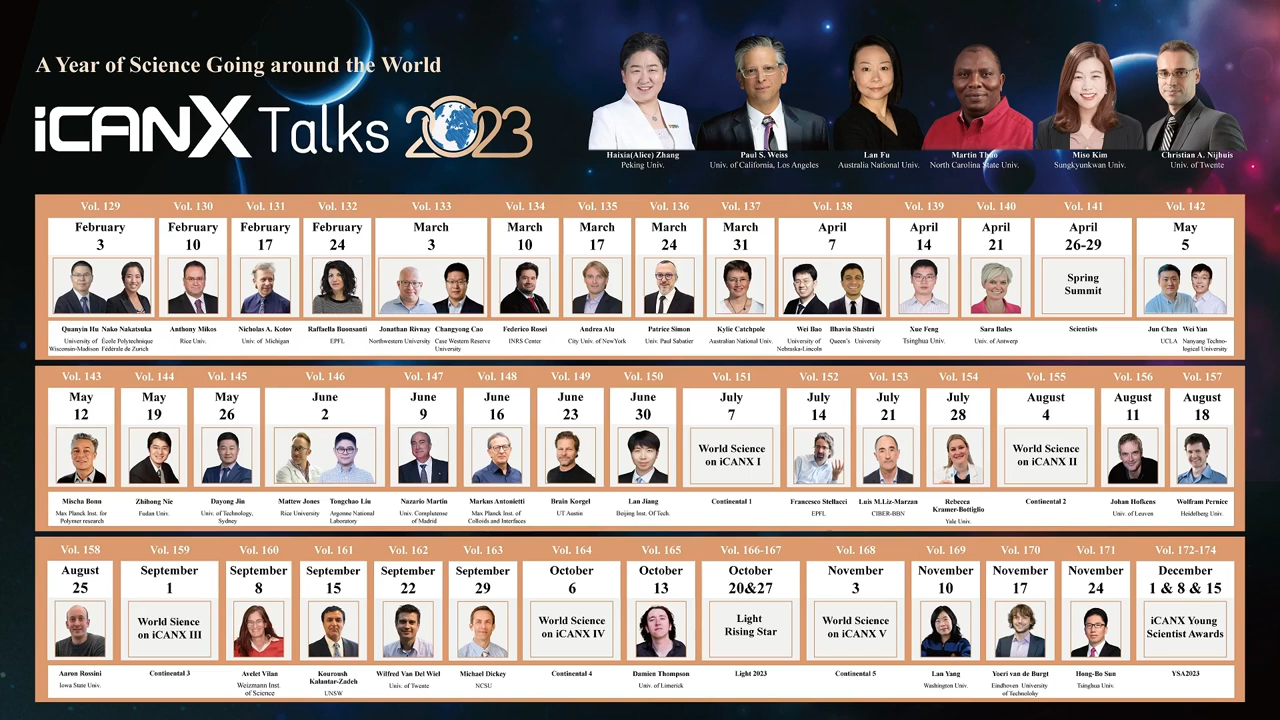 A Year of Science Going around the World
iCANX Talks 2023
Haixia(Alice) Zhang
Peking Univ.
Paul S. Weiss
Univ. of California, Los Angeles
Lan Fu
Australia National Univ.
Martin Thuo
North Carolina State Univ.
Miso Kim
Sungkyunkwan Univ.
Christian A. Nijhuis
Univ. of Twente
Vol. 129
February
3
Quanyin Hu Nako Nakatsuka
University of Wisconsin-Madison
École Polytechnique Fédérale de Zurich
Vol. 130
February
10
Anthony Mikos
Rice Univ.
Vol. 131
February
17
Nicholas A. Kotov
Univ. of Michigan
Vol. 132
February
24
Raffaella Buonsanti
EPFL
Vol. 133
March
3
Jonathan Rivnay Changyong Cao
Northwestern University
Case Western Reserve University
Vol. 134
March
10
Federico Rosei
INRS Center
Vol. 135
March
17
Andrea Alu
City Univ. of NewYork
Vol. 136
March
24
Patrice Simon
Univ. Paul Sabatier
Vol. 137
March
31
Kylie Catchpole
Australian National Univ.
Vol. 138
April
7
Wei Bao Bhavin Shastri
University of Nebraska-Lincoln
Queen's University
Vol. 139
April
14
Xue Feng
Tsinghua Univ.
Vol. 140
April
21
Sara Bales
Univ. of Antwerp
Vol. 141
April
26-29
Spring
Summit
Scientists
Vol. 142
May
5
Jun Chen Wei Yan
UCLA
Nanyang Techno-
logical University
Vol. 143
May
12
Mischa Bonn
Max Planck Inst. for
Polymer research
Vol. 144
May
19
Zhihong Nie
Fudan Univ.
Vol. 145
May
26
Dayong Jin
Univ. of Technology,
Sydney
Vol. 146
June
2
Mattew Jones Tongchao Liu
Rice University
Argonne National
Laboratory
Vol. 147
June
9
Nazario Martin
Univ. Complutense
of Madrid
Vol. 148
June
16
Markus Antonietti
Max Planck Inst. of
Colloids and Interfaces
Vol. 149
June
23
Brain Korgel
UT Austin
Vol. 150
June
30
Lan Jiang
Beijing Inst. Of Tech.
Vol. 151
July
7
World Science
on iCANX I
Continental 1
Vol. 152
July
14
Francesco Stellacci
EPFL
Vol. 153
July
21
Luis M.Liz-Marzan
CIBER-BBN
Vol. 154
July
28
Rebecca
Kramer-Bottiglio
Yale Univ.
Vol. 155
August
4
World Science
on iCANX II
Continental 2
Vol. 156
August
11
Johan Hofkens
Univ. of Leuven
Vol. 157
August
18
Wolfram Pernice
Heidelberg Univ.
Vol. 158
August
25
Aaron Rossini
Iowa State Univ.
Vol. 159
September
1
World Sience
on iCANX III
Continental 3
Vol. 160
September
8
Avelet Vilan
Weizmann Inst.
of Science
Vol. 161
September
15
Kouroush
Kalantar-Zadeh
UNSW
Vol. 162
September
22
Wilfred Van Del Wiel
Univ. of Twente
Vol. 163
September
29
Michael Dickey
NCSU
Vol. 164
October
6
World Science
on iCANX IV
Continental 4
Vol. 165
October
13
Damien Thompson
Univ. of Limerick
Vol. 166-167
October
20&27
Light
Rising Star
Light 2023
Vol. 168
November
3
World Science
on iCANX V
Continental 5
Vol. 169
November
10
Lan Yang
Washington Univ.
Vol. 170
November
17
Yoeri van de Burgt
Eindhoven University
of Technololgy
Vol. 171
November
24
Hong-Bo Sun
Tsinghua Univ.
Vol. 172-174
December
1 & 8 & 15
iCANX Young
Scientist Awards
YSA2023